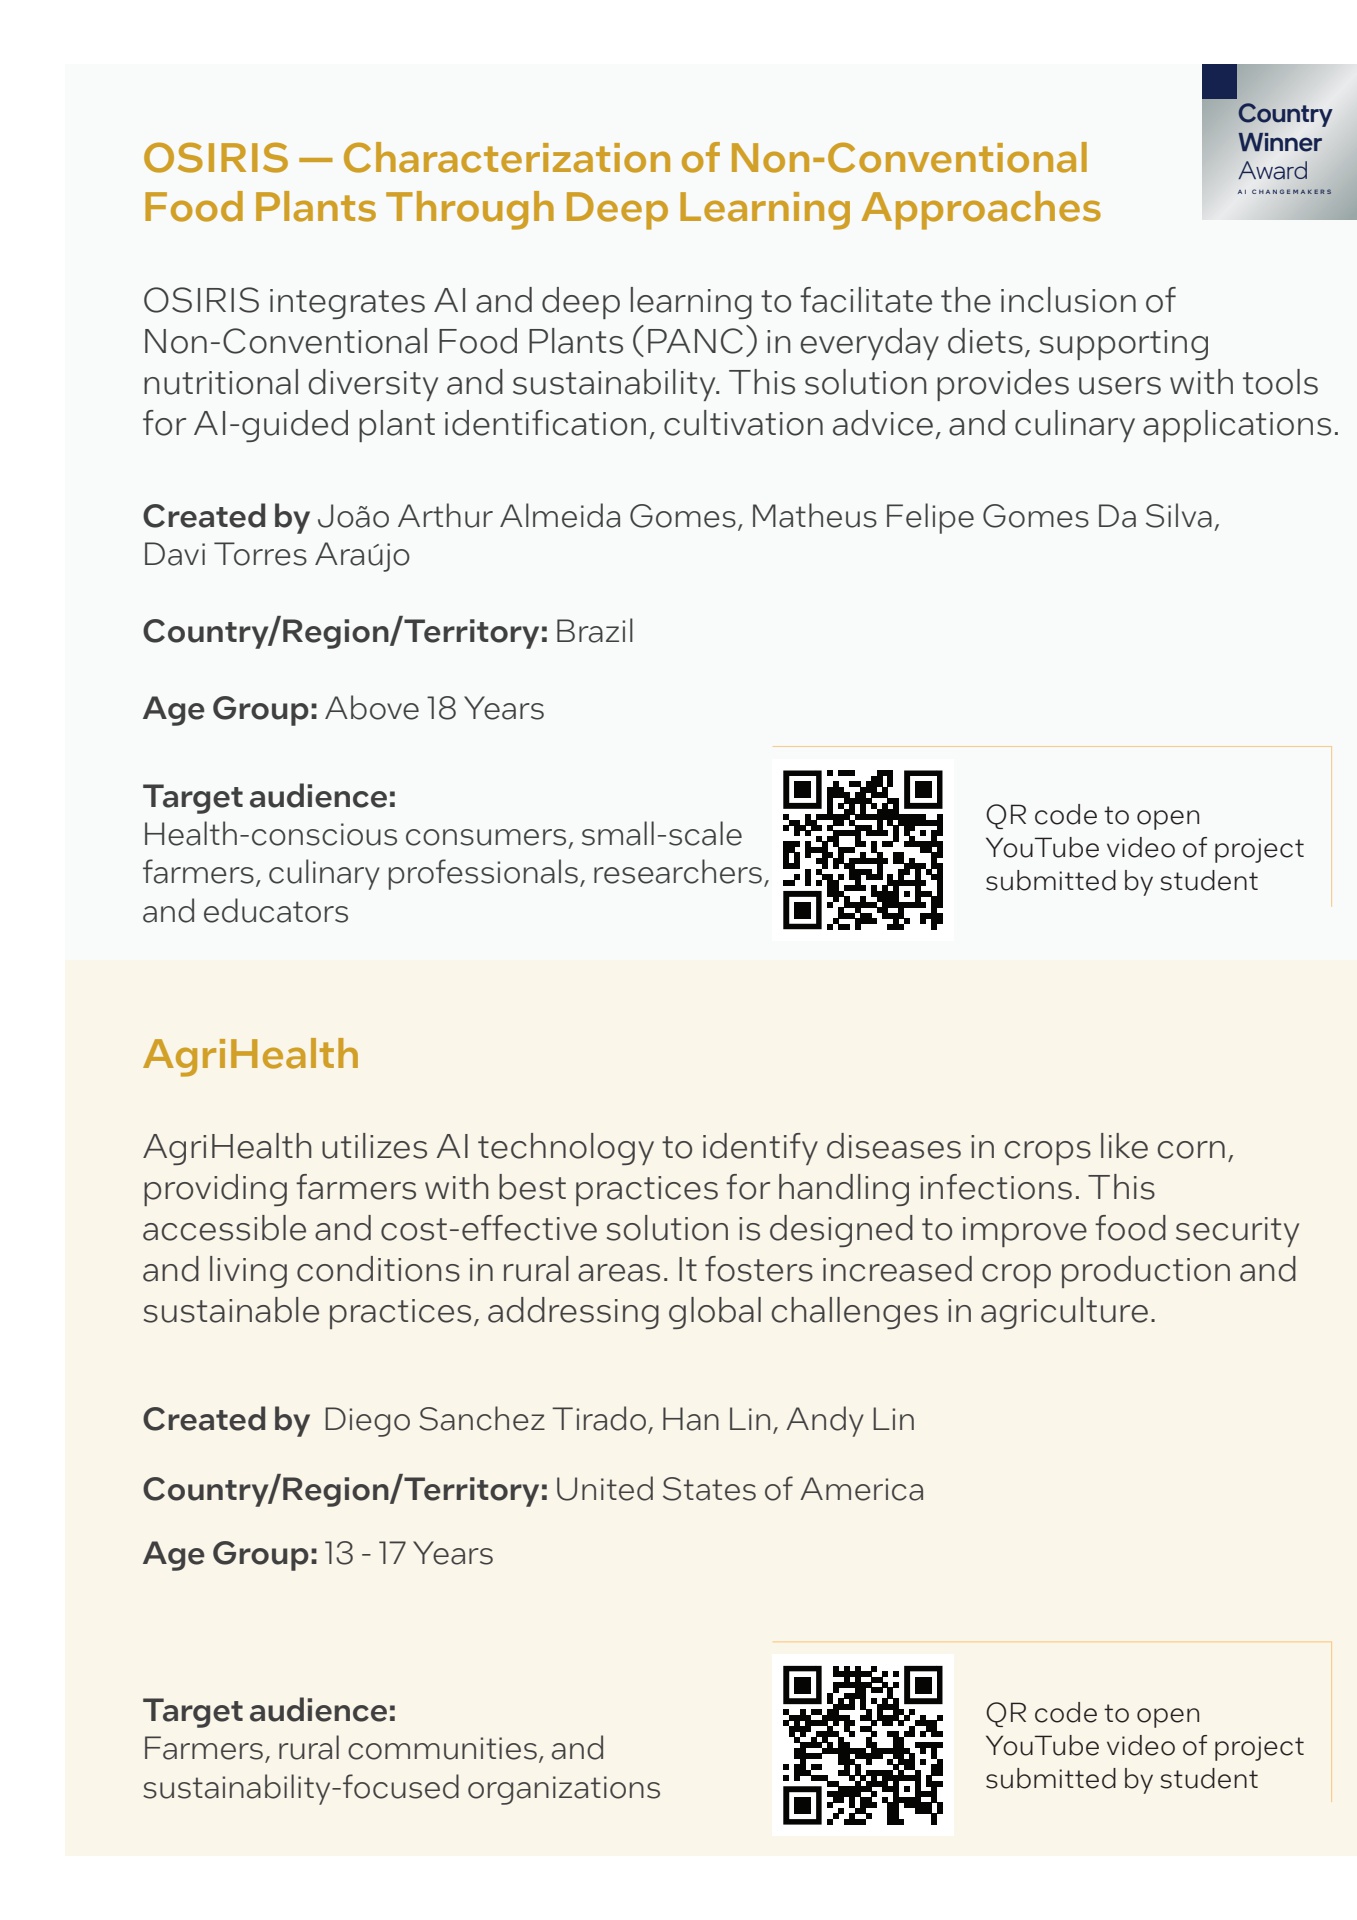 Country
Winner
Award
AI CHANGEMAKERS
OSIRIS — Characterization of Non-Conventional
Food Plants Through Deep Learning Approaches
OSIRIS integrates AI and deep learning to facilitate the inclusion of
Non-Conventional Food Plants (PANC) in everyday diets, supporting
nutritional diversity and sustainability. This solution provides users with tools
for AI-guided plant identification, cultivation advice, and culinary applications.
Created by João Arthur Almeida Gomes, Matheus Felipe Gomes Da Silva,
Davi Torres Araújo
Country/Region/Territory: Brazil
Age Group: Above 18 Years
Target audience:
Health-conscious consumers, small-scale
farmers, culinary professionals, researchers,
and educators
QR code to open
YouTube video of project
submitted by student
AgriHealth
AgriHealth utilizes AI technology to identify diseases in crops like corn,
providing farmers with best practices for handling infections. This
accessible and cost-effective solution is designed to improve food security
and living conditions in rural areas. It fosters increased crop production and
sustainable practices, addressing global challenges in agriculture.
Created by Diego Sanchez Tirado, Han Lin, Andy Lin
Country/Region/Territory: United States of America
Age Group: 13 - 17 Years
Target audience:
Farmers, rural communities, and
sustainability-focused organizations
QR code to open
YouTube video of project
submitted by student